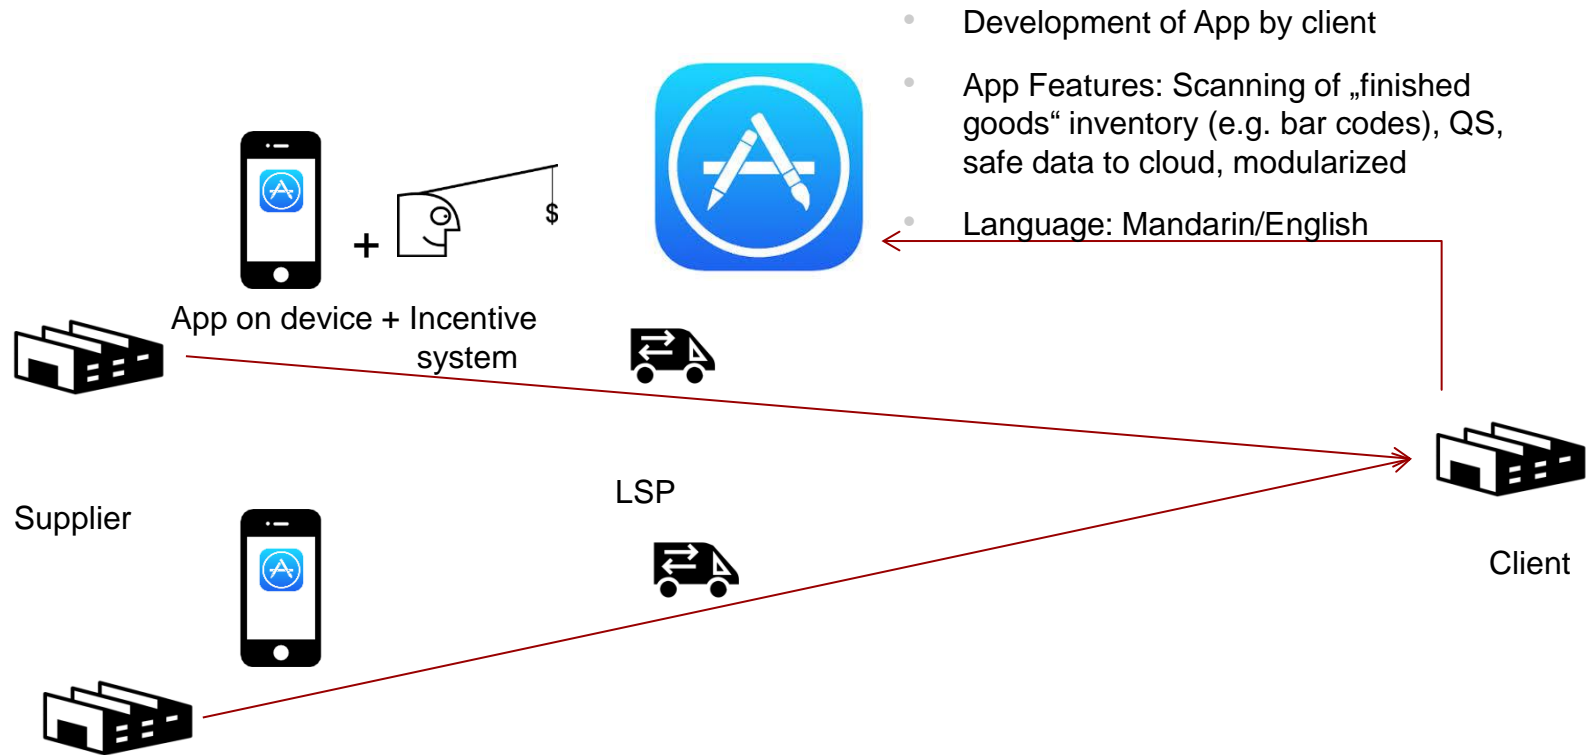 Development of App by client
App Features: Scanning of „finished
goods“ inventory (e.g. bar codes), QS,
safe data to cloud, modularized
Language: Mandarin/English
$
+
App on device + Incentive
system
LSP
Supplier
Client